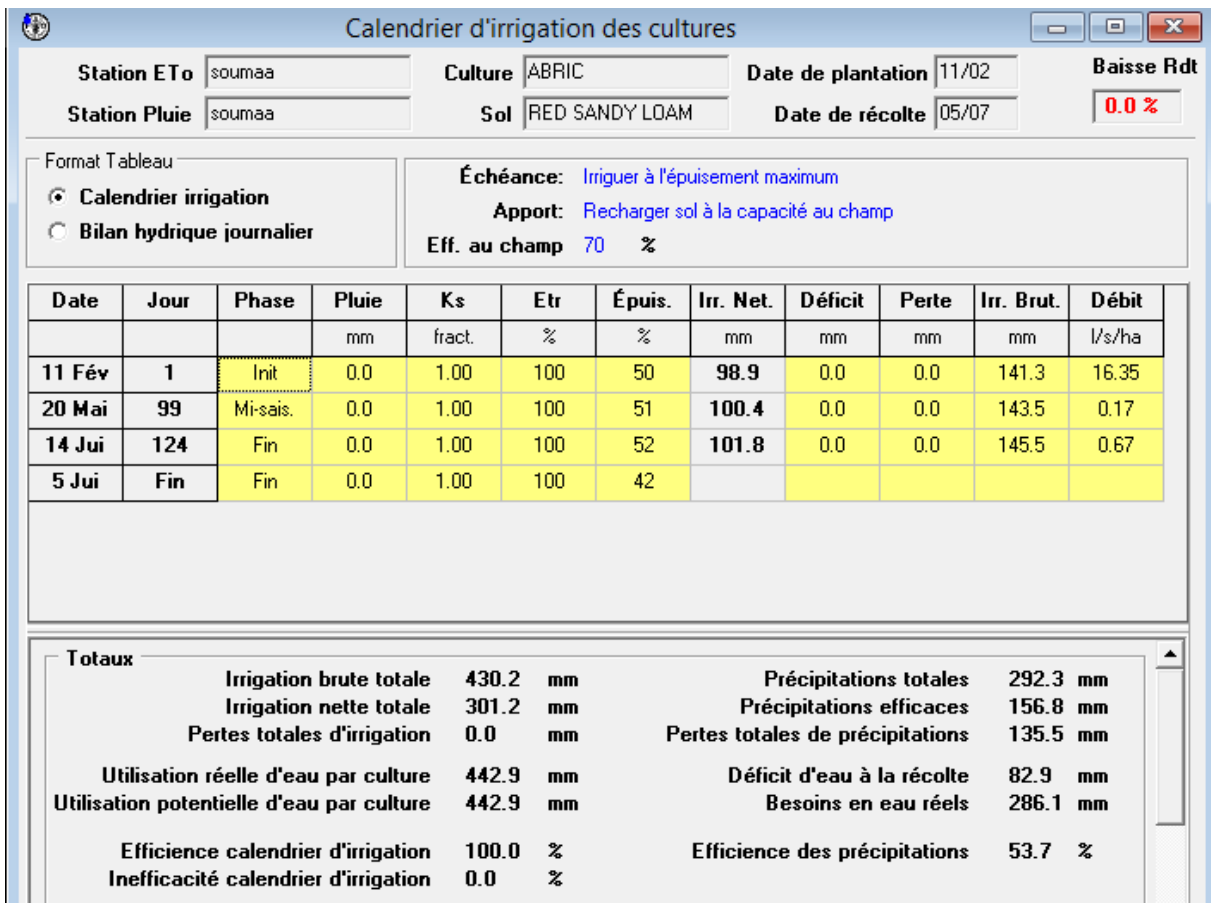 Calendrier d'irrigation des cultures
Station ETo soumaa Culture ABRIC Date de plantation 11/02 Baisse Rdt
Station Pluie soumaa Sol RED SANDY LOAM Date de récolte 05/07 0.0 %
Format Tableau
Calendrier irrigation
Bilan hydrique journalier
Échéance: Irriguer à l'épuisement maximum
Apport: Recharger sol à la capacité au champ
Eff. au champ 70 %
Date Jour Phase Pluie Ks Etr Épuis. Irr. Net. Déficit Perte Irr. Brut. Débit
mm fract. % % mm mm mm mm l/s/ha
11 Fév 1 Init 0.0 1.00 100 50 98.9 0.0 0.0 141.3 16.35
20 Mai 99 Mi-sais. 0.0 1.00 100 51 100.4 0.0 0.0 143.5 0.17
14 Jui 124 Fin 0.0 1.00 100 52 101.8 0.0 0.0 145.5 0.67
5 Jui Fin Fin 0.0 1.00 100 42
Totaux
Irrigation brute totale 430.2 mm Précipitations totales 292.3 mm
Irrigation nette totale 301.2 mm Précipitations efficaces 156.8 mm
Pertes totales d'irrigation 0.0 mm Pertes totales de précipitations 135.5 mm
Utilisation réelle d'eau par culture 442.9 mm Déficit d'eau à la récolte 82.9 mm
Utilisation potentielle d'eau par culture 442.9 mm Besoins en eau réels 286.1 mm
Efficience calendrier d'irrigation 100.0 % Efficience des précipitations 53.7 %
Inefficacité calendrier d'irrigation 0.0 %